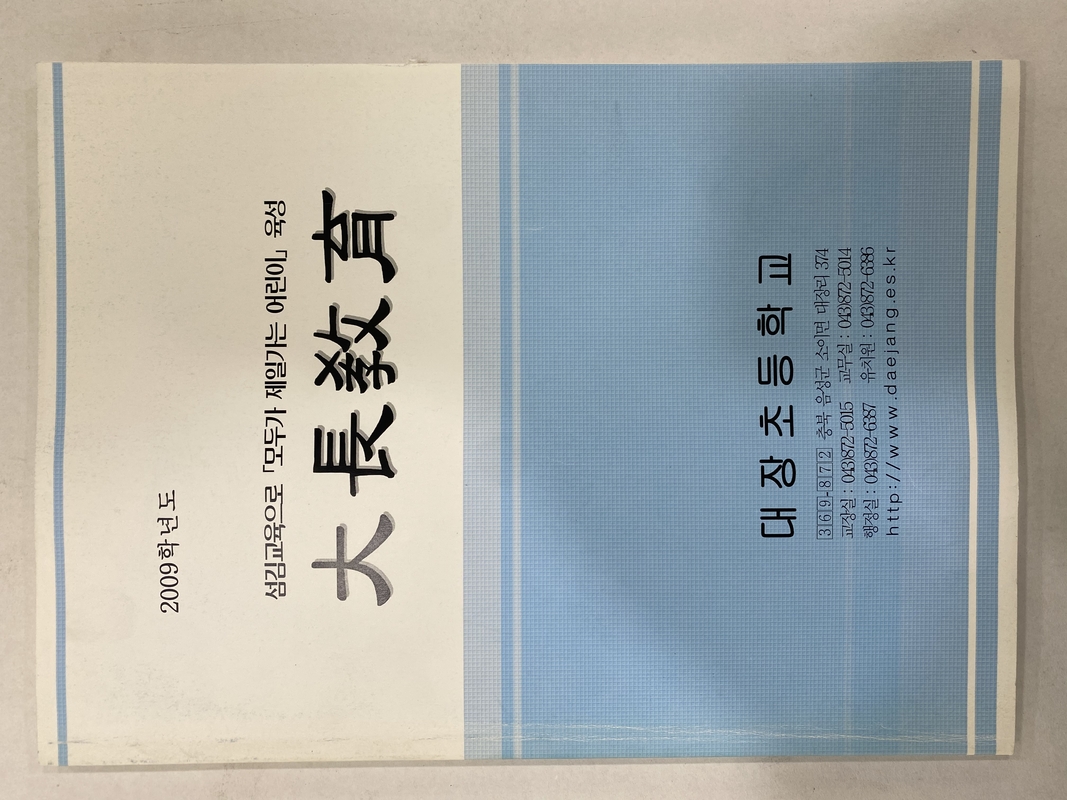 2009학년도
섬김교육으로 「모두가 제일가는 어린이」 육성
大長敎育
대장초등학교
369-872 충북 음성군 소이면 대장리 374
교장실 : 043)872-5015 교무실 : 043)872-5014
행정실 : 043)872-6387 유치원 : 043)872-6386
http://www.daejang.es.kr